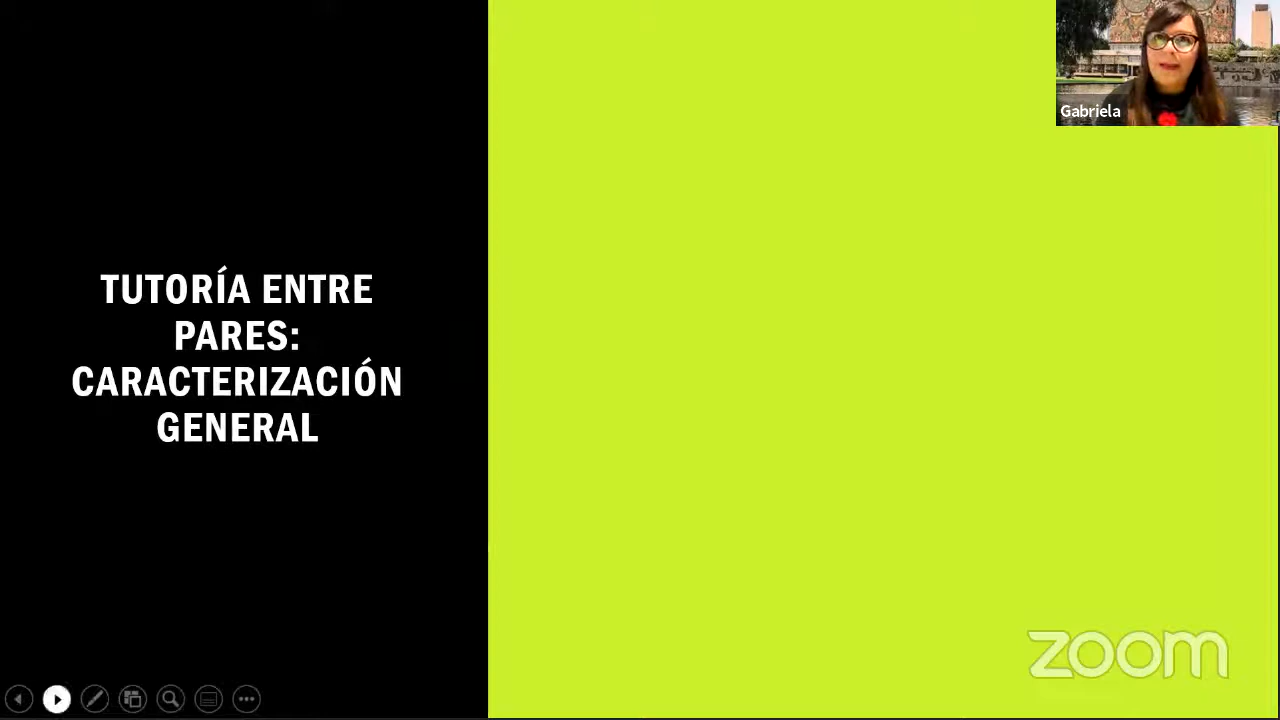 Gabriela
TUTORÍA ENTRE
PARES:
CARACTERIZACIÓN
GENERAL
zoom